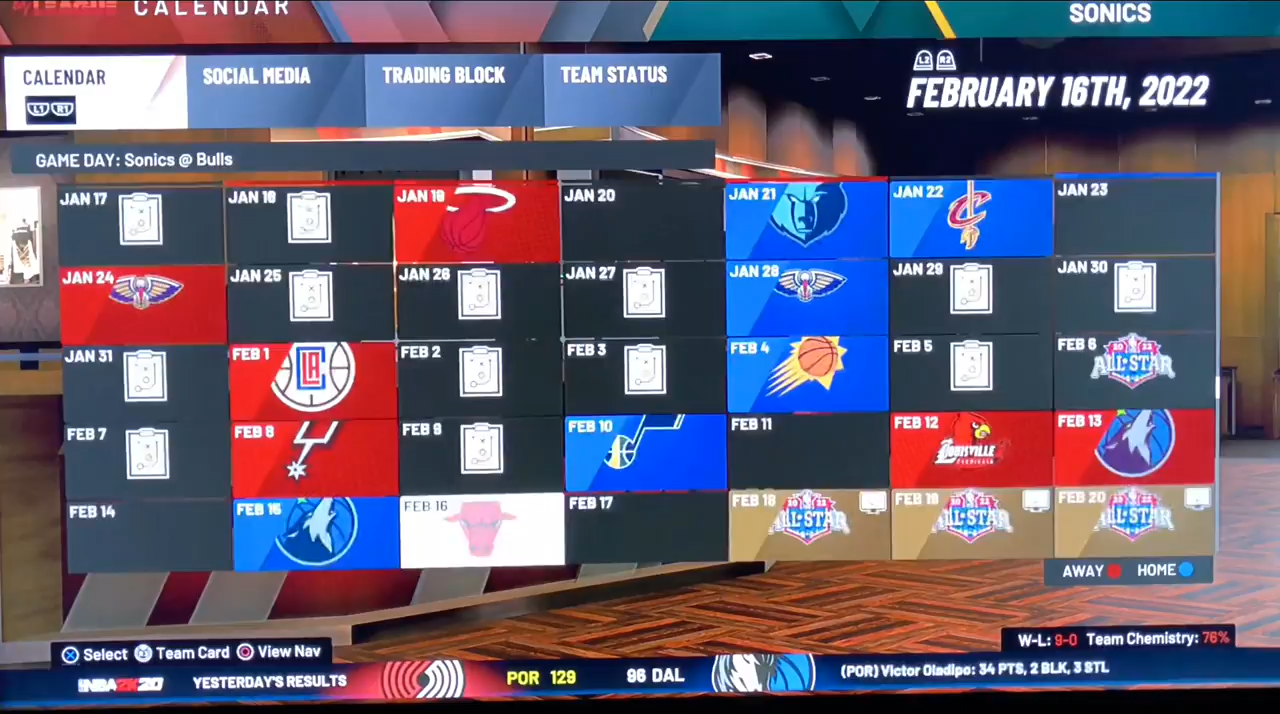 CALENDAR
SONICS
CALENDAR
L1 R1
SOCIAL MEDIA
TRADING BLOCK
TEAM STATUS
L2 R2
FEBRUARY 16TH, 2022
GAME DAY: Sonics @ Bulls
JAN 17
JAN 18
JAN 19
JAN 20
JAN 21
JAN 22
JAN 23
JAN 24
JAN 25
JAN 26
JAN 27
JAN 28
JAN 29
JAN 30
JAN 31
FEB 1
LA
FEB 2
FEB 3
FEB 4
FEB 5
FEB 6
2022
ALL STAR
FEB 7
FEB 8
FEB 9
FEB 10
FEB 11
FEB 12
LOUISVILLE
CARDINALS
FEB 13
FEB 14
FEB 15
FEB 16
FEB 17
FEB 18
2022
ALL STAR
FEB 19
2022
ALL STAR
FEB 20
2022
ALL STAR
AWAY HOME
W-L: 9-0 Team Chemistry: 76%
Select Team Card View Nav
NBA2K20
YESTERDAY'S RESULTS
POR 129
96 DAL
(POR) Victor Oladipo: 34 PTS, 2 BLK, 3 STL